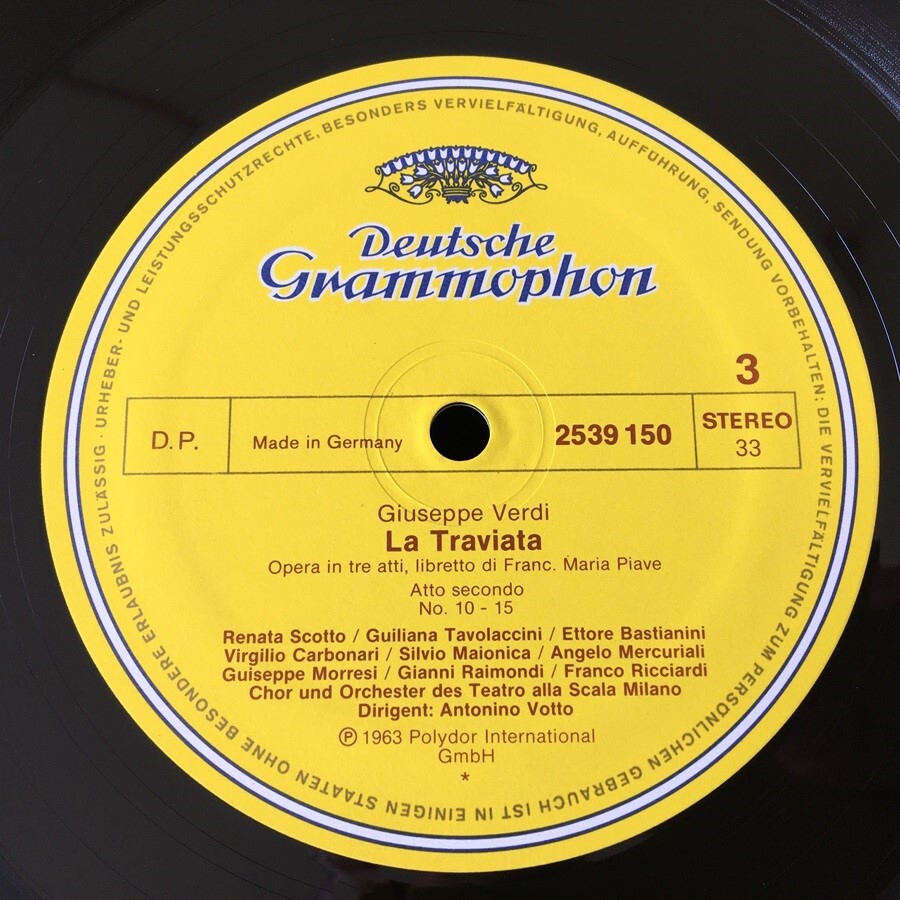 URHEBER- UND LEISTUNGSSCHUTZRECHTE, BESONDERS VERVIELFÄLTIGUNG, AUFFÜHRUNG, SENDUNG VORBEHALTEN: DIE VERVIELFÄLTIGUNG ZUM PERSÖNLICHEN GEBRAUCH IST IN EINIGEN STAATEN OHNE BESONDERE ERLAUBNIS ZULÄSSIG ·
Deutsche
Grammophon
3
D.P.
Made in Germany
2539 150
STEREO
33
Giuseppe Verdi
La Traviata
Opera in tre atti, libretto di Franc. Maria Piave
Atto secondo
No. 10 - 15
Renata Scotto / Guiliana Tavolaccini / Ettore Bastianini
Virgilio Carbonari / Silvio Maionica / Angelo Mercuriali
Guiseppe Morresi / Gianni Raimondi / Franco Ricciardi
Chor und Orchester des Teatro alla Scala Milano
Dirigent: Antonino Votto
℗ 1963 Polydor International
GmbH
*